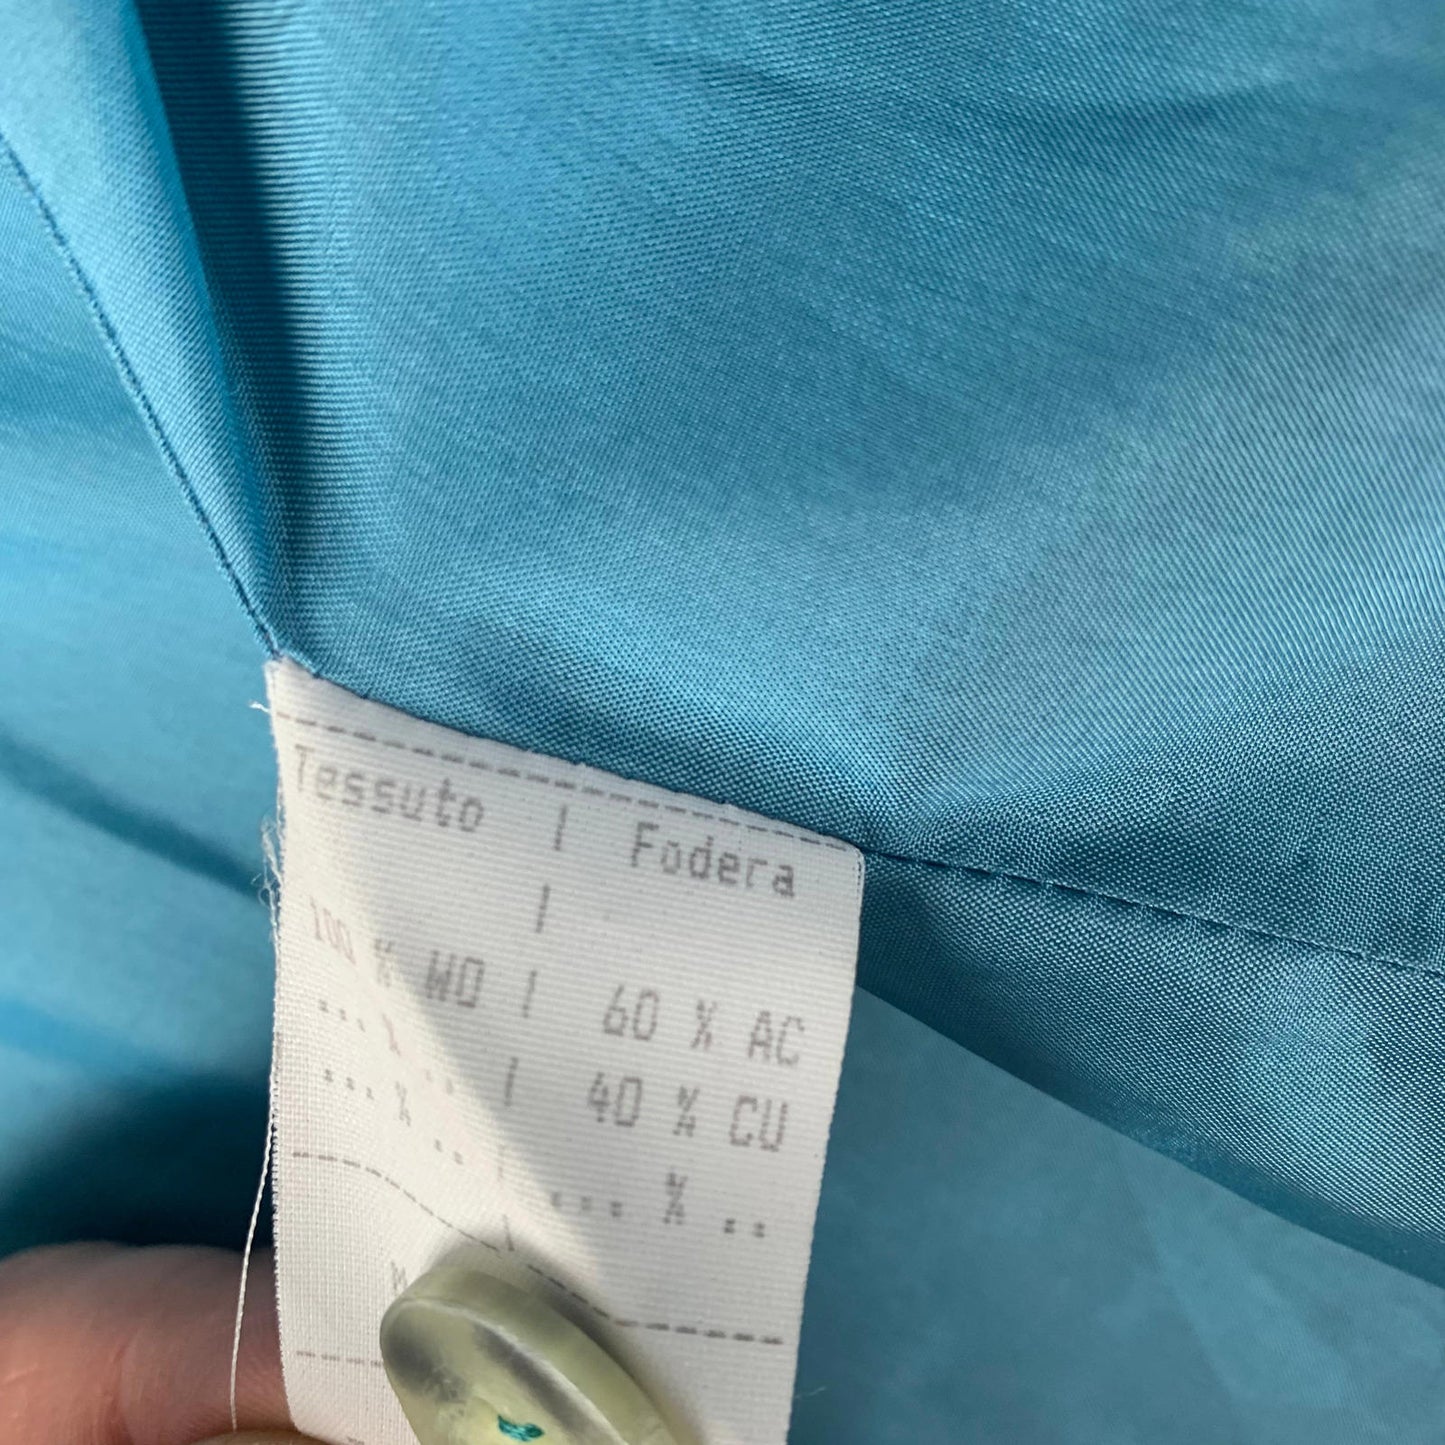 Tessuto | Fodera
|
100 % WO | 60 % AC
... % .. | 40 % CU
... % .. | ... % ..
|
M